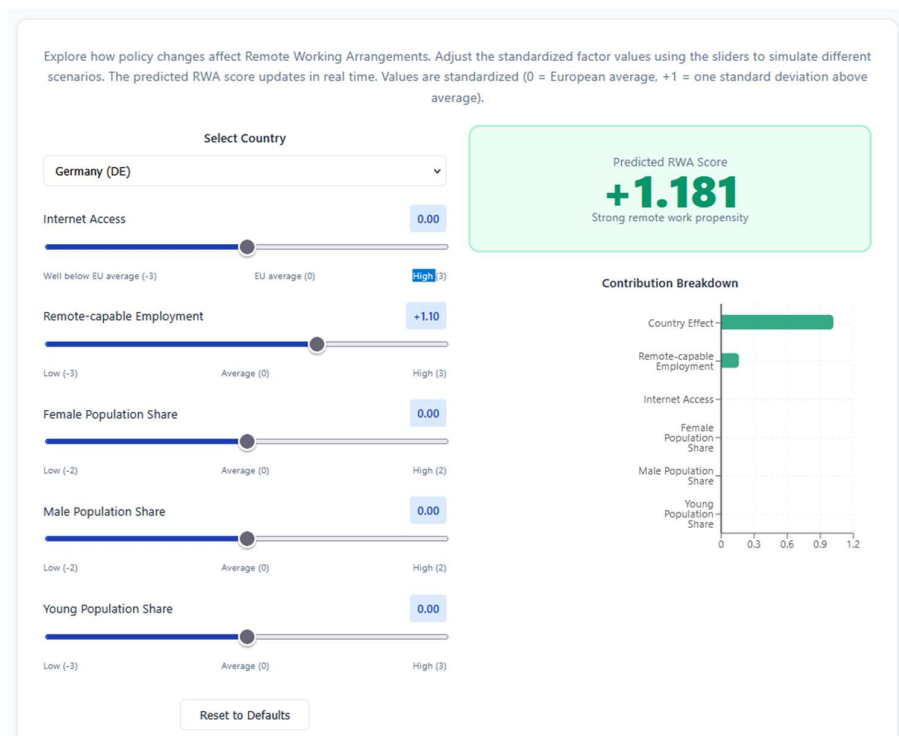 Explore how policy changes affect Remote Working Arrangements. Adjust the standardized factor values using the sliders to simulate different
scenarios. The predicted RWA score updates in real time. Values are standardized (0 = European average, +1 = one standard deviation above
average).
Select Country
Germany (DE)
Internet Access
0.00
Well below EU average (-3)
EU average (0)
High (3)
Remote-capable Employment
+1.10
Low (-3)
Average (0)
High (3)
Female Population Share
0.00
Low (-2)
Average (0)
High (2)
Male Population Share
0.00
Low (-2)
Average (0)
High (2)
Young Population Share
0.00
Low (-3)
Average (0)
High (3)
Reset to Defaults
Predicted RWA Score
+1.181
Strong remote work propensity
Contribution Breakdown
Country Effect
Remote-capable
Employment
Internet Access
Female
Population
Share
Male Population
Share
Young
Population
Share
0
0.3
0.6
0.9
1.2